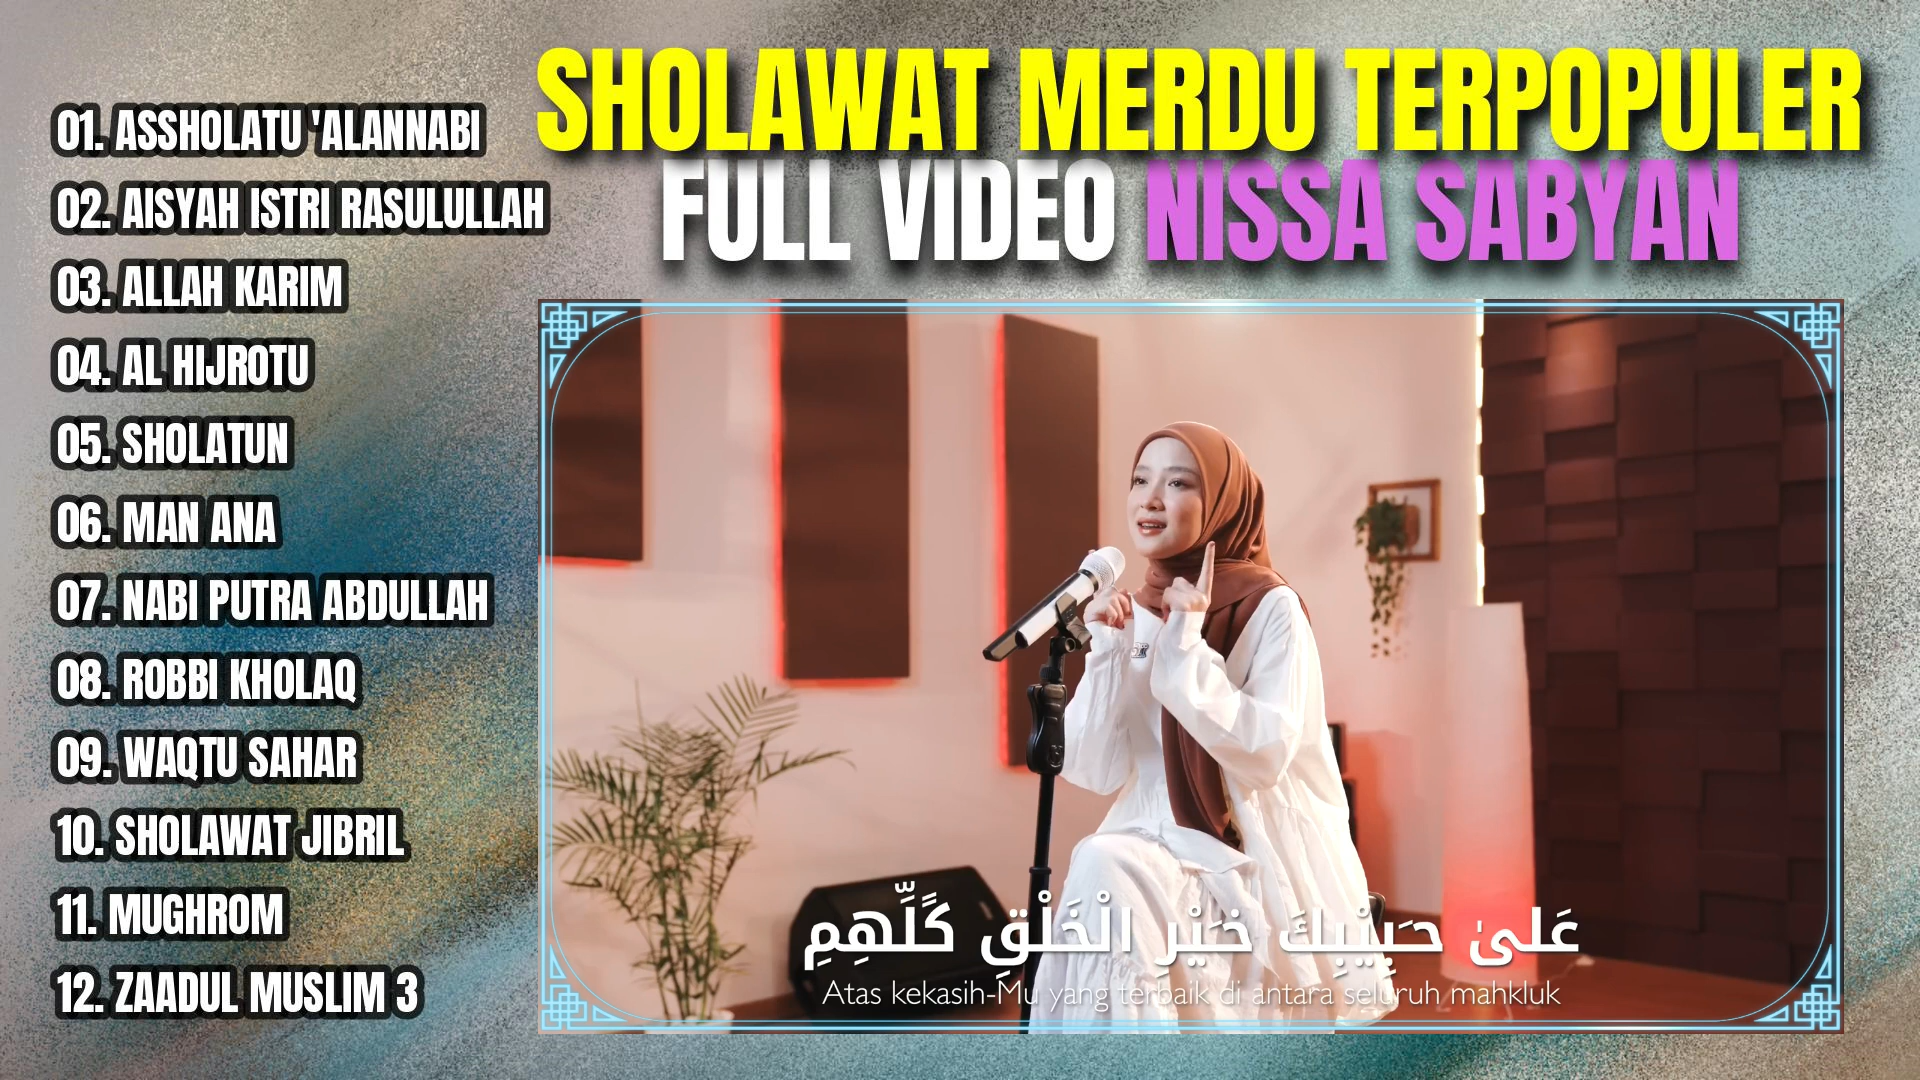 SHOLAWAT MERDU TERPOPULER
FULL VIDEO NISSA SABYAN
01. ASSHOLATU 'ALANNABI
02. AISYAH ISTRI RASULULLAH
03. ALLAH KARIM
04. AL HIJROTU
05. SHOLATUN
06. MAN ANA
07. NABI PUTRA ABDULLAH
08. ROBBI KHOLAQ
09. WAQTU SAHAR
10. SHOLAWAT JIBRIL
11. MUGHROM
12. ZAADUL MUSLIM 3
عَلىٰ حَبِيْبِكَ خَيْرِ الْخَلْقِ كًلِّهِمِ
Atas kekasih-Mu yang terbaik di antara seluruh mahkluk